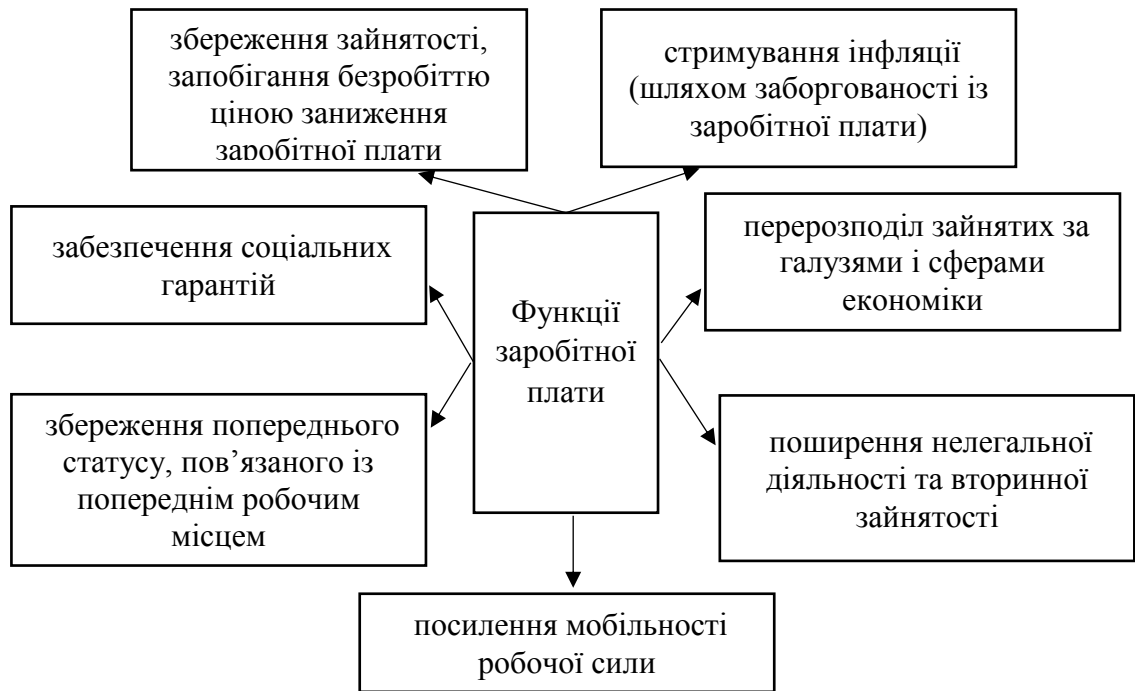 збереження зайнятості,
запобігання безробіттю
ціною заниження
заробітної плати
стримування інфляції
(шляхом заборгованості із
заробітної плати)
забезпечення соціальних
гарантій
перерозподіл зайнятих за
галузями і сферами
економіки
Функції
заробітної
плати
збереження попереднього
статусу, пов’язаного із
попереднім робочим
місцем
поширення нелегальної
діяльності та вторинної
зайнятості
посилення мобільності
робочої сили